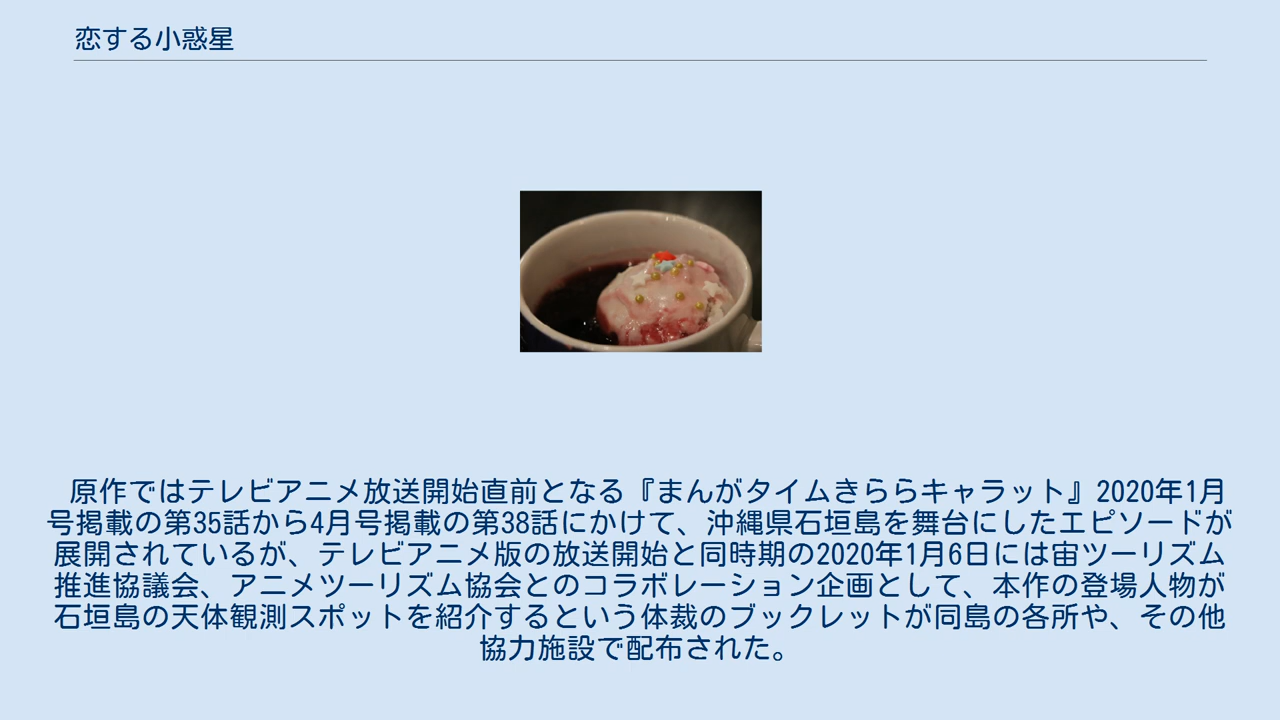 恋する小惑星
原作ではテレビアニメ放送開始直前となる『まんがタイムきららキャラット』2020年1月
号掲載の第35話から4月号掲載の第38話にかけて、沖縄県石垣島を舞台にしたエピソードが
展開されているが、テレビアニメ版の放送開始と同時期の2020年1月6日には宙ツーリズム
推進協議会、アニメツーリズム協会とのコラボレーション企画として、本作の登場人物が
石垣島の天体観測スポットを紹介するという体裁のブックレットが同島の各所や、その他
協力施設で配布された。